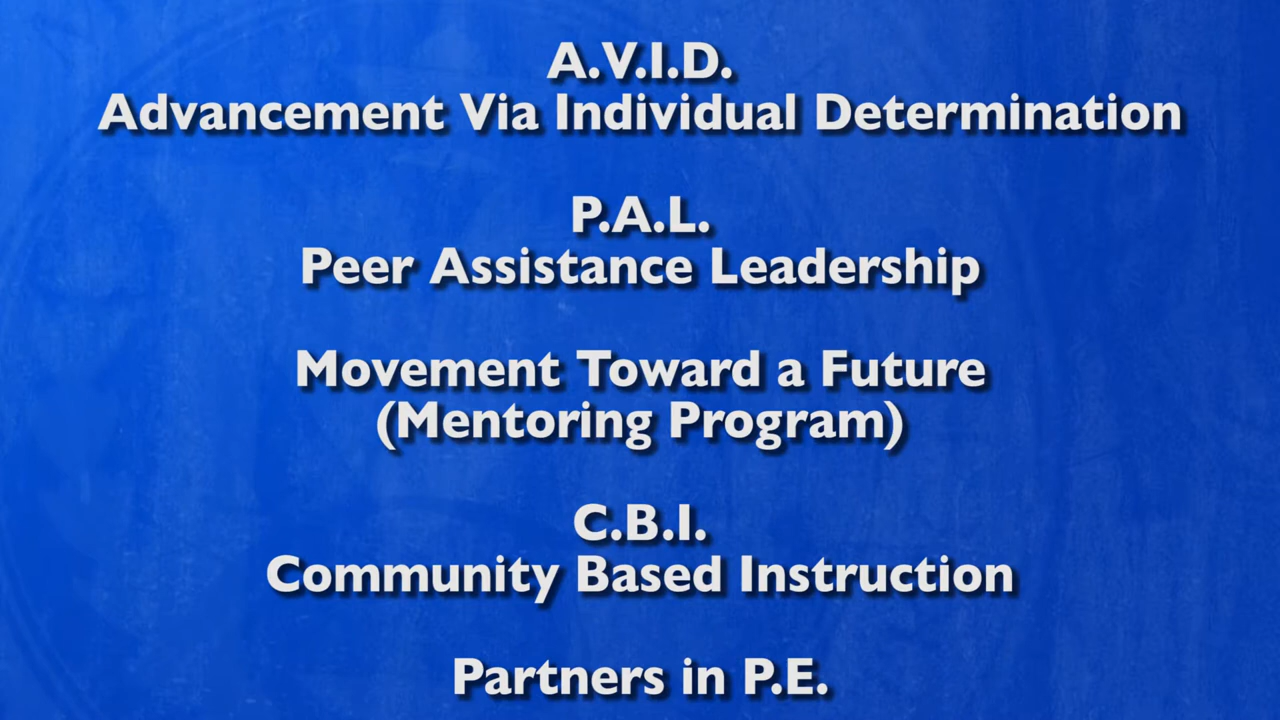 A.V.I.D.
Advancement Via Individual Determination
P.A.L.
Peer Assistance Leadership
Movement Toward a Future
(Mentoring Program)
C.B.I.
Community Based Instruction
Partners in P.E.